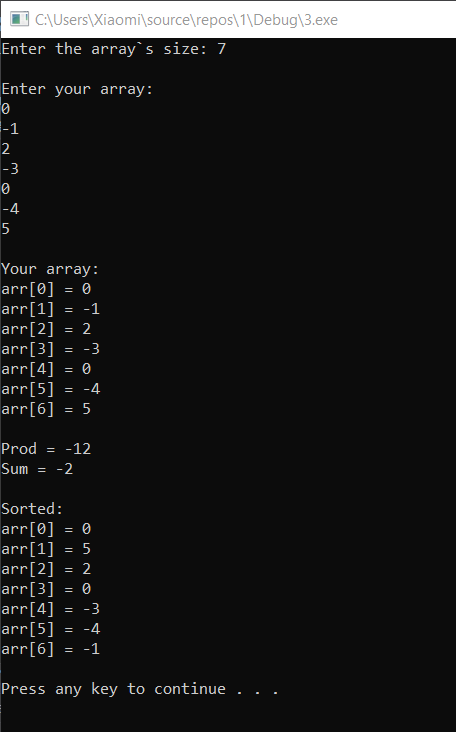 C:\Users\Xiaomi\source\repos\1\Debug\3.exe
Enter the array`s size: 7
Enter your array:
0
-1
2
-3
0
-4
5
Your array:
arr[0] = 0
arr[1] = -1
arr[2] = 2
arr[3] = -3
arr[4] = 0
arr[5] = -4
arr[6] = 5
Prod = -12
Sum = -2
Sorted:
arr[0] = 0
arr[1] = 5
arr[2] = 2
arr[3] = 0
arr[4] = -3
arr[5] = -4
arr[6] = -1
Press any key to continue . . .